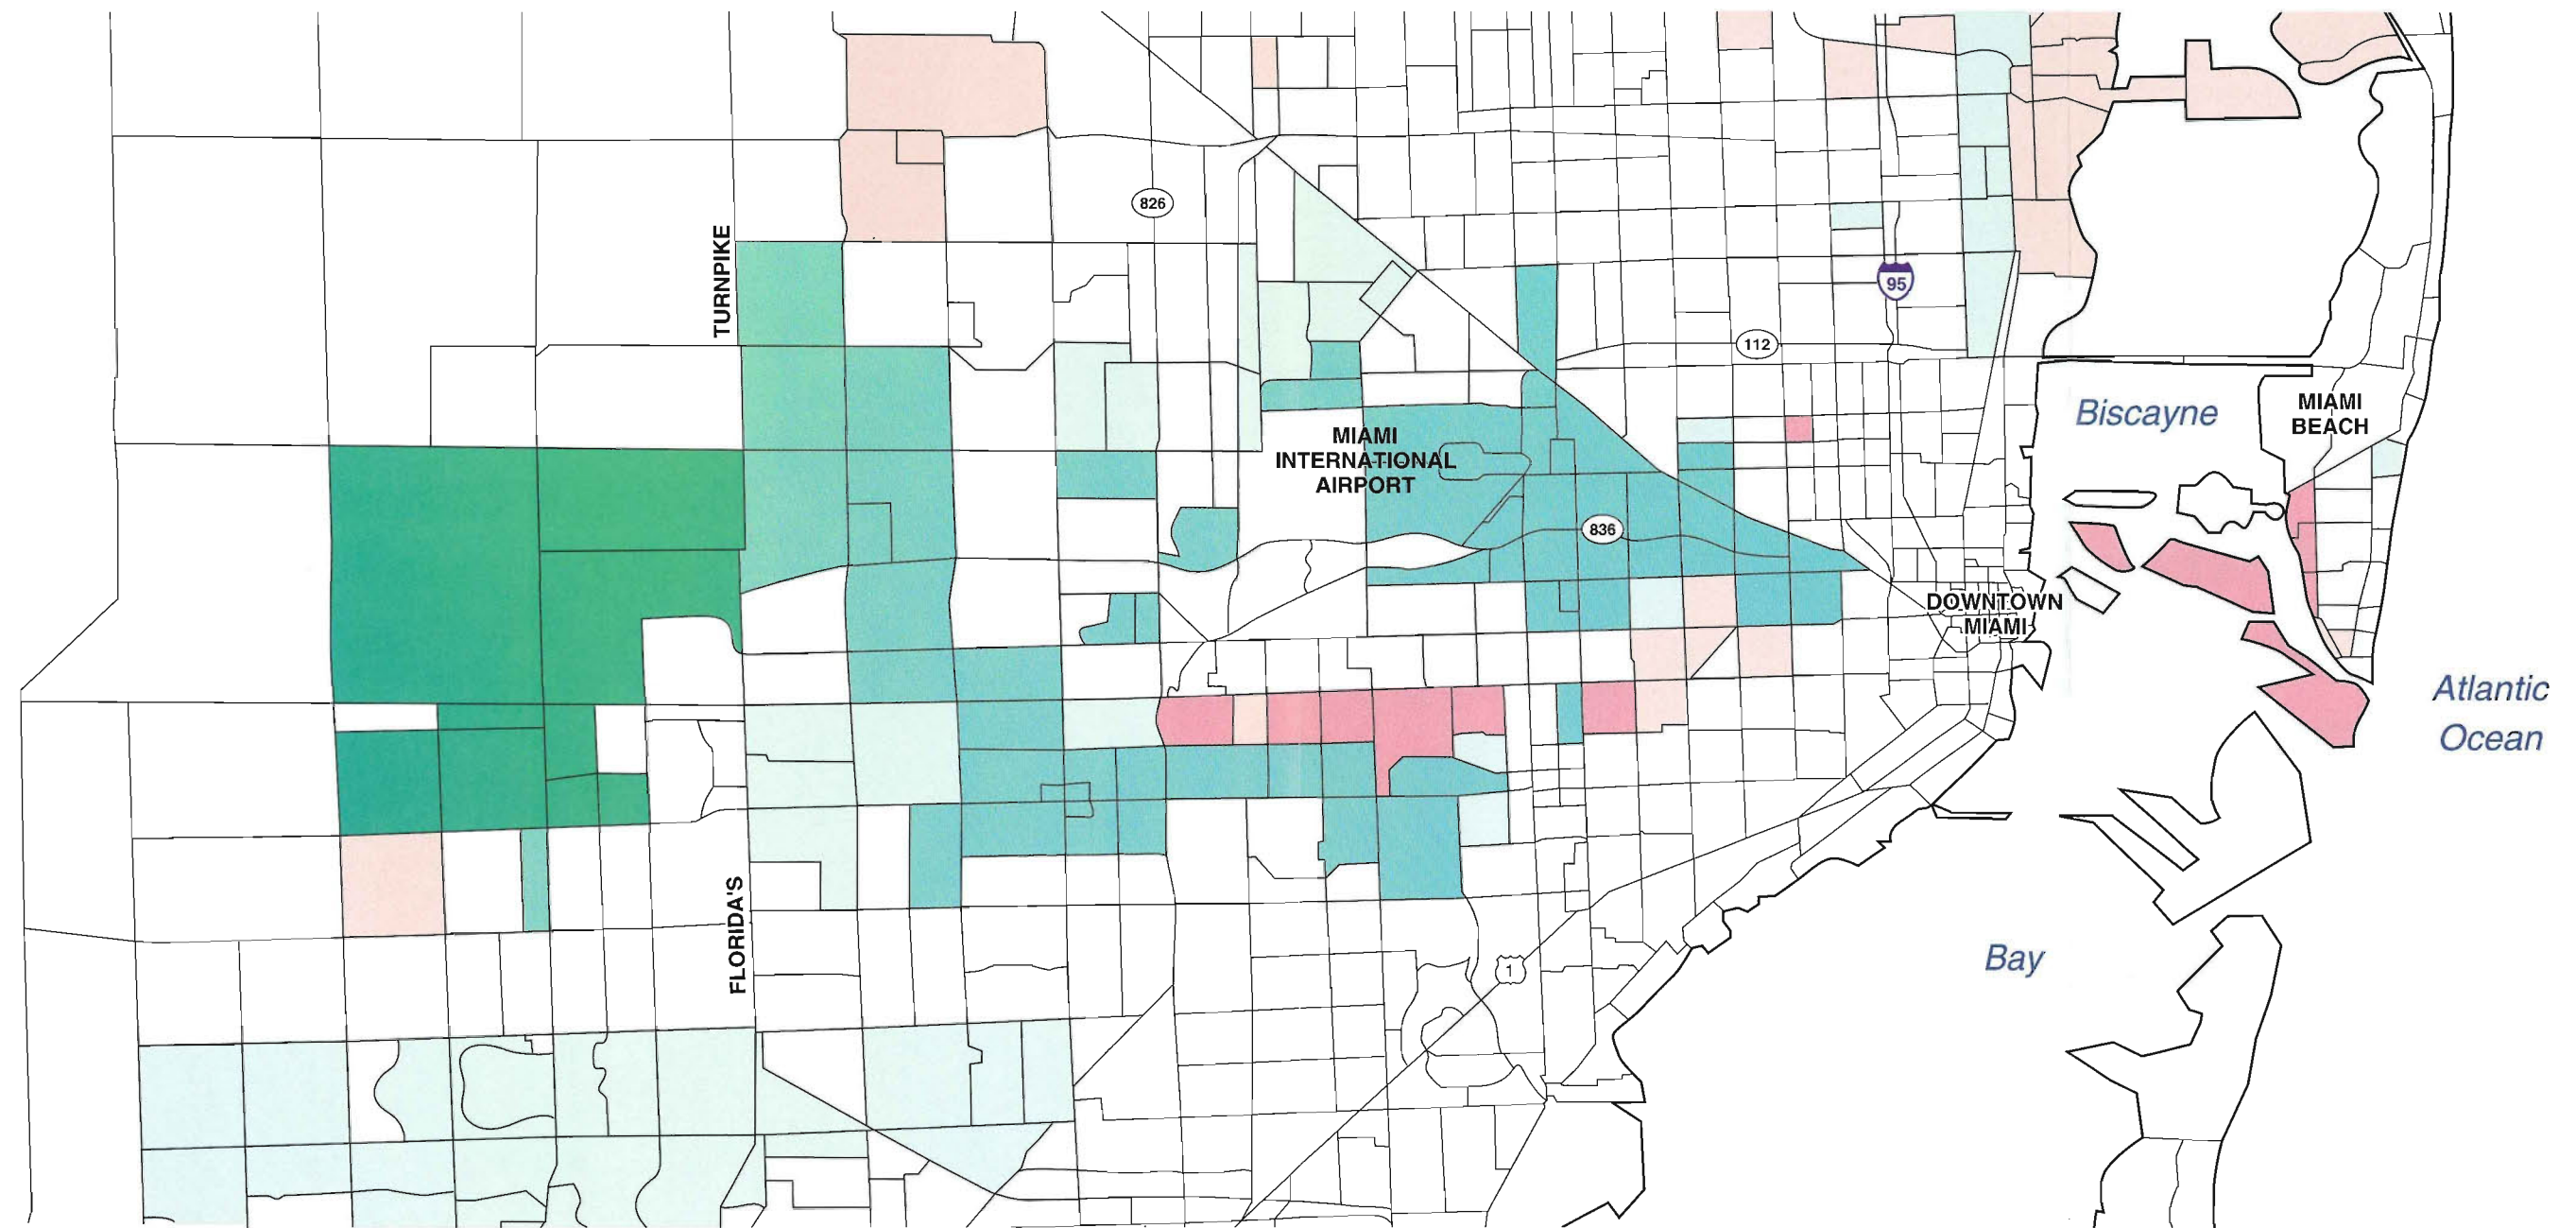 826
TURNPIKE
95
112
Biscayne
MIAMI
BEACH
MIAMI
INTERNATIONAL
AIRPORT
836
DOWNTOWN
MIAMI
Atlantic
Ocean
FLORIDA'S
1
Bay